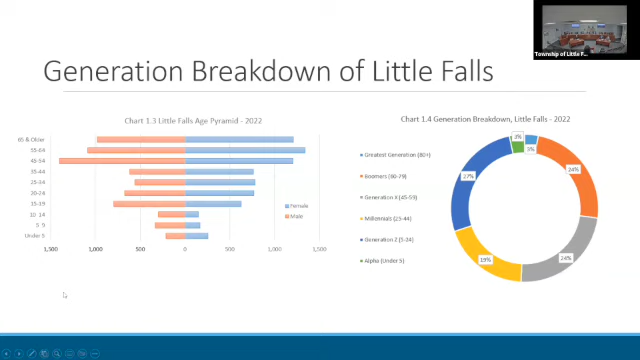 Township of Little F...
Generation Breakdown of Little Falls
Chart 1.3 Little Falls Age Pyramid - 2022
65 & Older
55-64
45-54
35-44
25-34
20-24
15-19
10 14
5 9
Under 5
1,500 1,000 500 0 500 1,000 1,500
Female
Male
Chart 1.4 Generation Breakdown, Little Falls - 2022
Greatest Generation (80+)
Boomers (60-79)
Generation X (45-59)
Millennials (25-44)
Generation Z (5-24)
Alpha (Under 5)
3%
3%
24%
24%
19%
27%